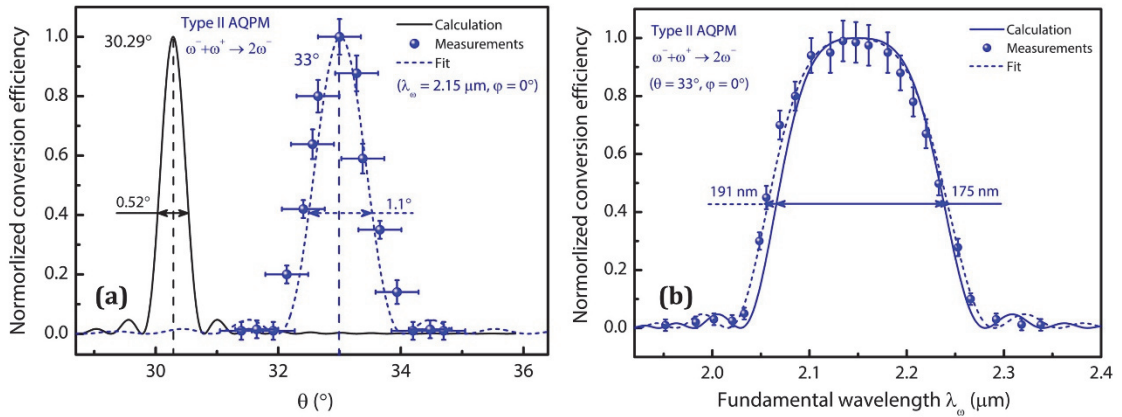 Normorlized conversion efficiency
1.0
0.8
0.6
0.4
0.2
0.0
30
32
34
36
θ (°)
Type II AQPM
ω⁻+ω⁺ → 2ω⁻
30.29°
33°
Calculation
Measurements
Fit
(λω = 2.15 μm, φ = 0°)
0.52°
1.1°
(a)
Normorlized conversion efficiency
1.0
0.8
0.6
0.4
0.2
0.0
2.0
2.1
2.2
2.3
2.4
Fundamental wavelength λω (μm)
Type II AQPM
ω⁻+ω⁺ → 2ω⁻
(θ = 33°, φ = 0°)
Calculation
Measurements
Fit
191 nm
175 nm
(b)